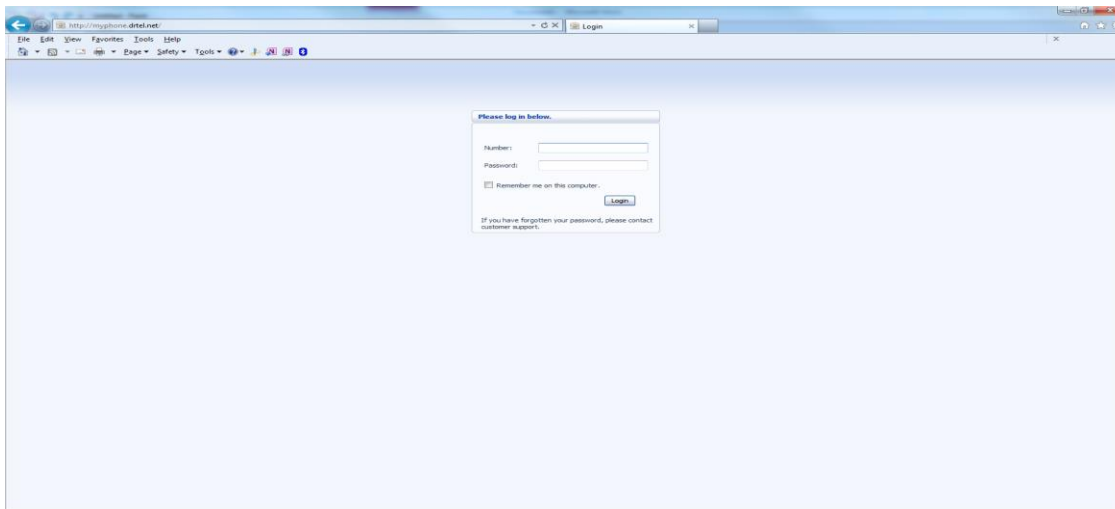 http://myphone.drtel.net/
Login
File Edit View Favorites Tools Help
Page Safety Tools
Please log in below.
Number:
Password:
Remember me on this computer.
Login
If you have forgotten your password, please contact
customer support.